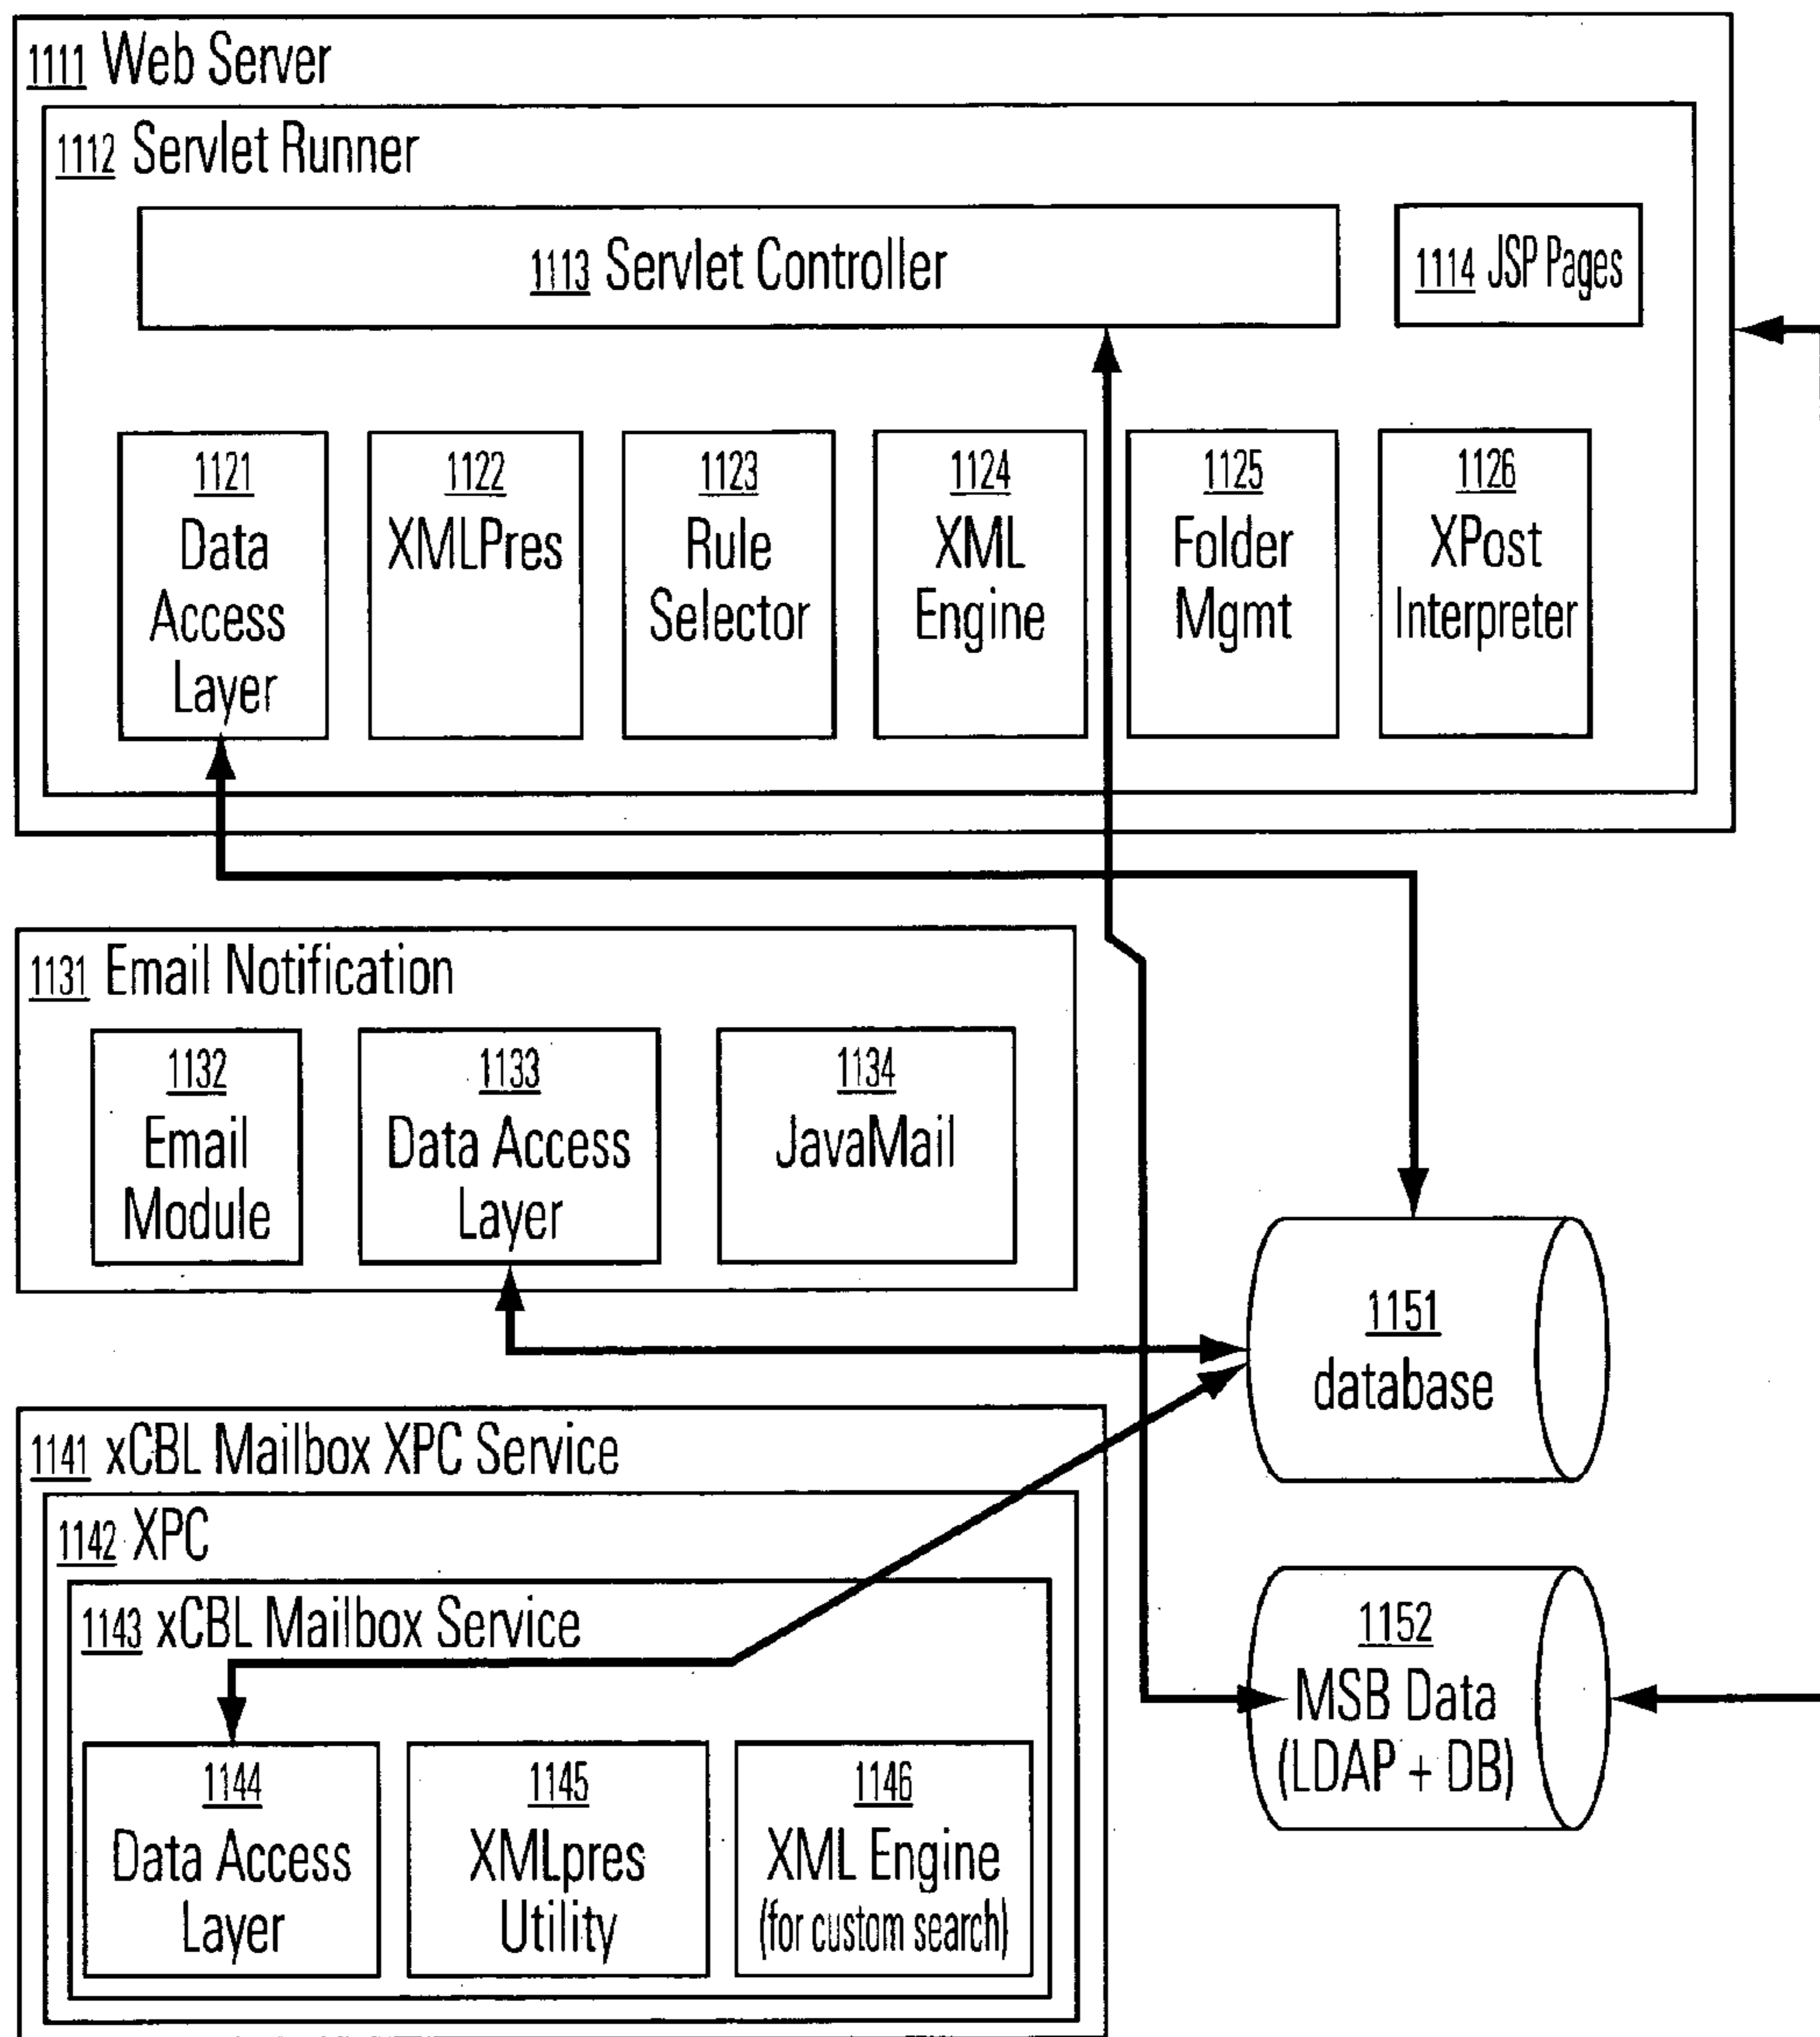 1111 Web Server
1112 Servlet Runner
1113 Servlet Controller
1114 JSP Pages
1121
Data
Access
Layer
1122
XMLPres
1123
Rule
Selector
1124
XML
Engine
1125
Folder
Mgmt
1126
XPost
Interpreter
1131 Email Notification
1132
Email
Module
1133
Data Access
Layer
1134
JavaMail
1151
database
1141 xCBL Mailbox XPC Service
1142 XPC
1143 xCBL Mailbox Service
1144
Data Access
Layer
1145
XMLpres
Utility
1146
XML Engine
(for custom search)
1152
MSB Data
(LDAP + DB)